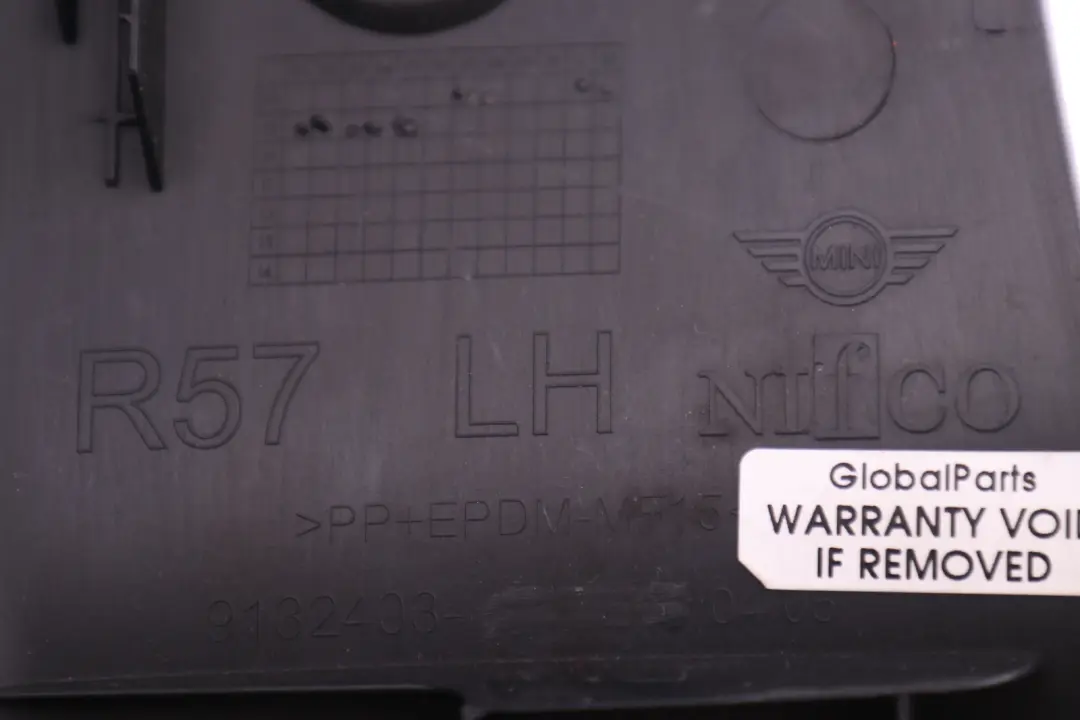 MINI
R57 LH NIfCO
>PP+EPDM-
GlobalParts
WARRANTY VOI
IF REMOVED
9132403-